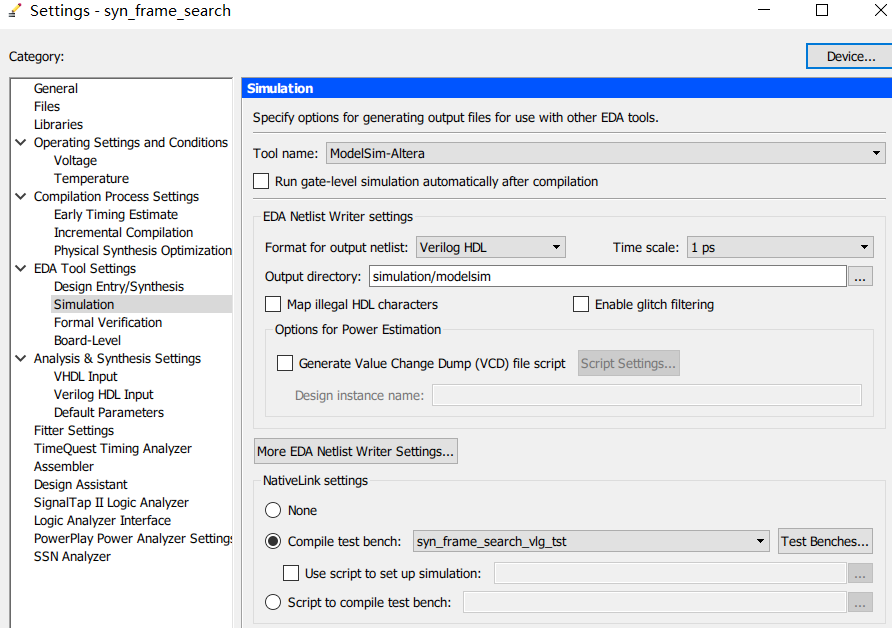 Settings - syn_frame_search
Category:
Device...
General
Files
Libraries
Operating Settings and Conditions
Voltage
Temperature
Compilation Process Settings
Early Timing Estimate
Incremental Compilation
Physical Synthesis Optimization
EDA Tool Settings
Design Entry/Synthesis
Simulation
Formal Verification
Board-Level
Analysis & Synthesis Settings
VHDL Input
Verilog HDL Input
Default Parameters
Fitter Settings
TimeQuest Timing Analyzer
Assembler
Design Assistant
SignalTap II Logic Analyzer
Logic Analyzer Interface
PowerPlay Power Analyzer Settings
SSN Analyzer
Simulation
Specify options for generating output files for use with other EDA tools.
Tool name: ModelSim-Altera
Run gate-level simulation automatically after compilation
EDA Netlist Writer settings
Format for output netlist: Verilog HDL Time scale: 1 ps
Output directory: simulation/modelsim ...
Map illegal HDL characters Enable glitch filtering
Options for Power Estimation
Generate Value Change Dump (VCD) file script Script Settings...
Design instance name:
More EDA Netlist Writer Settings...
NativeLink settings
None
Compile test bench: syn_frame_search_vlg_tst Test Benches...
Use script to set up simulation: ...
Script to compile test bench: ...